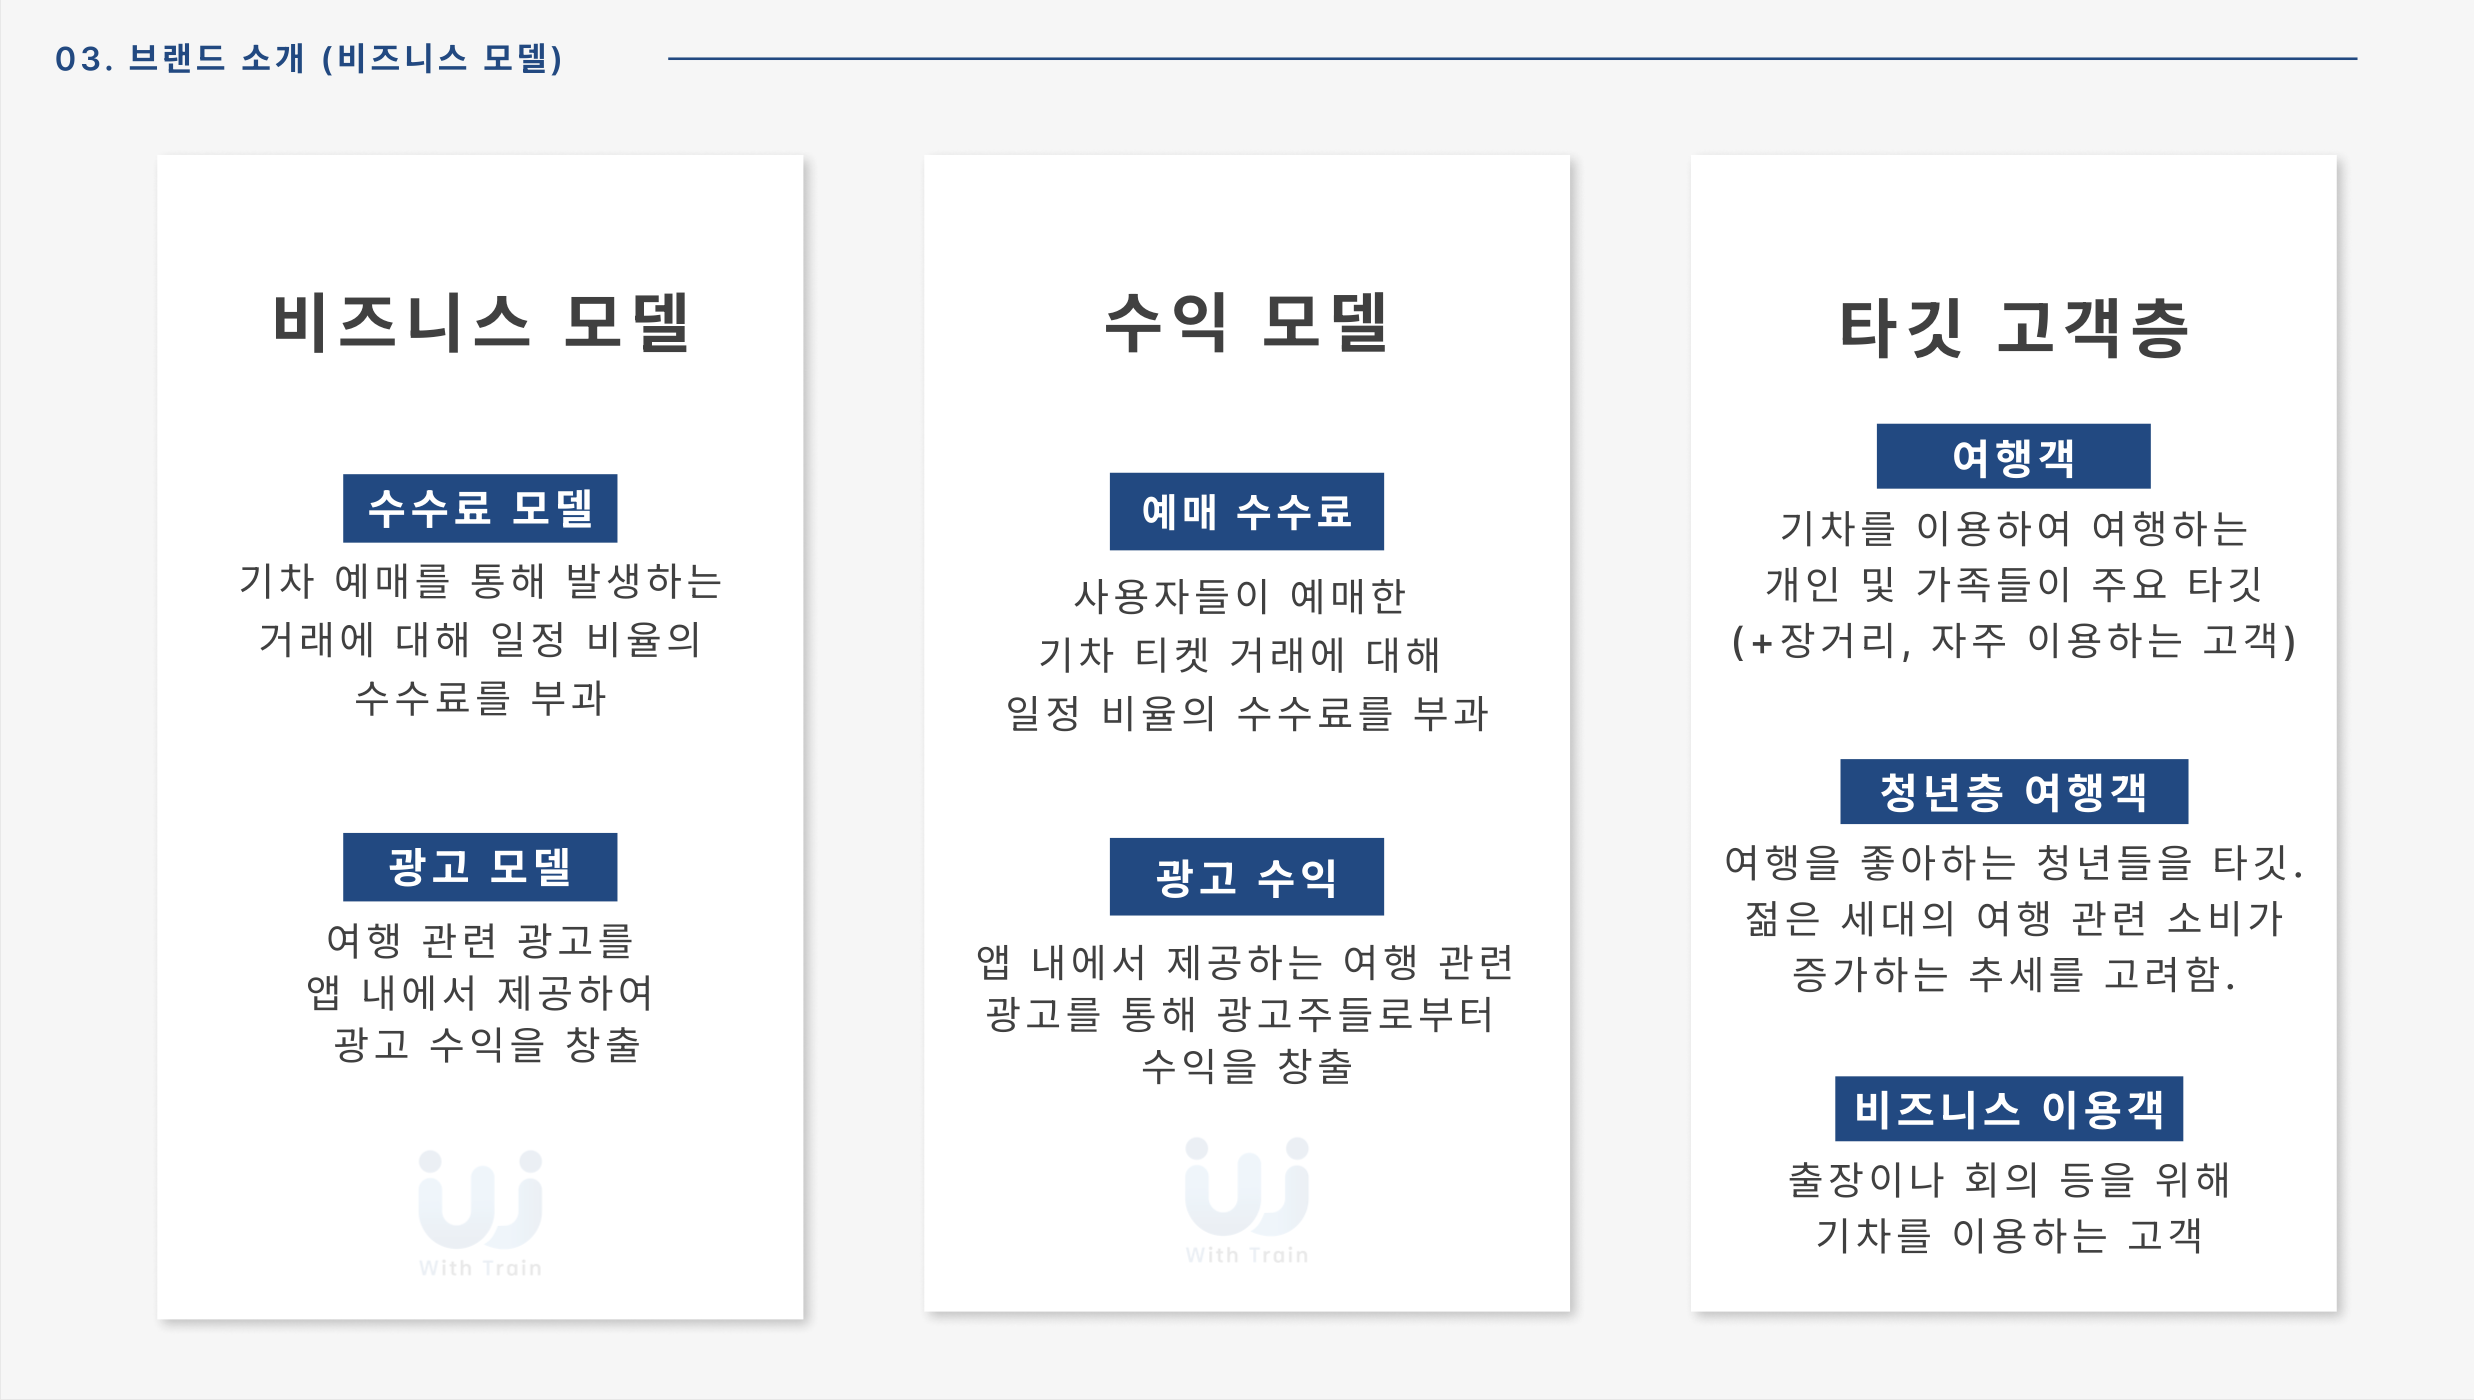 03. 브랜드 소개 (비즈니스 모델)
비즈니스 모델
수수료 모델
기차 예매를 통해 발생하는
거래에 대해 일정 비율의
수수료를 부과
광고 모델
여행 관련 광고를
앱 내에서 제공하여
광고 수익을 창출
With Train
수익 모델
예매 수수료
사용자들이 예매한
기차 티켓 거래에 대해
일정 비율의 수수료를 부과
광고 수익
앱 내에서 제공하는 여행 관련
광고를 통해 광고주들로부터
수익을 창출
With Train
타깃 고객층
여행객
기차를 이용하여 여행하는
개인 및 가족들이 주요 타깃
(+장거리, 자주 이용하는 고객)
청년층 여행객
여행을 좋아하는 청년들을 타깃.
젊은 세대의 여행 관련 소비가
증가하는 추세를 고려함.
비즈니스 이용객
출장이나 회의 등을 위해
기차를 이용하는 고객